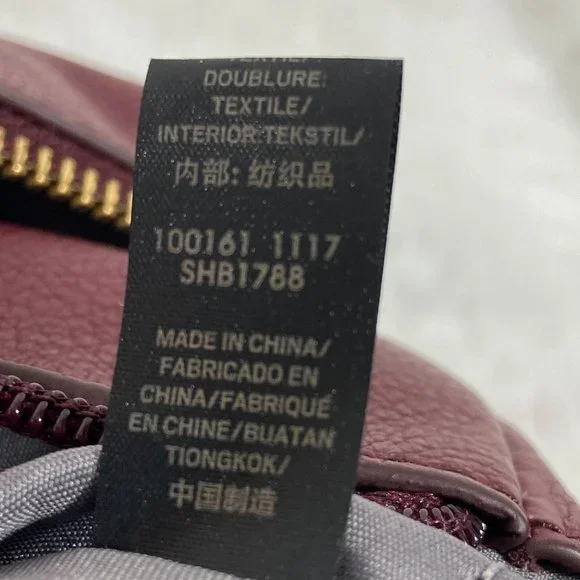 TEXTILE/
DOUBLURE:
TEXTILE/
INTERIOR TEKSTIL/
内部: 纺织品
100161 1117
SHB1788
MADE IN CHINA/
FABRICADO EN
CHINA/FABRIQUÉ
EN CHINE/BUATAN
TIONGKOK/
中国制造